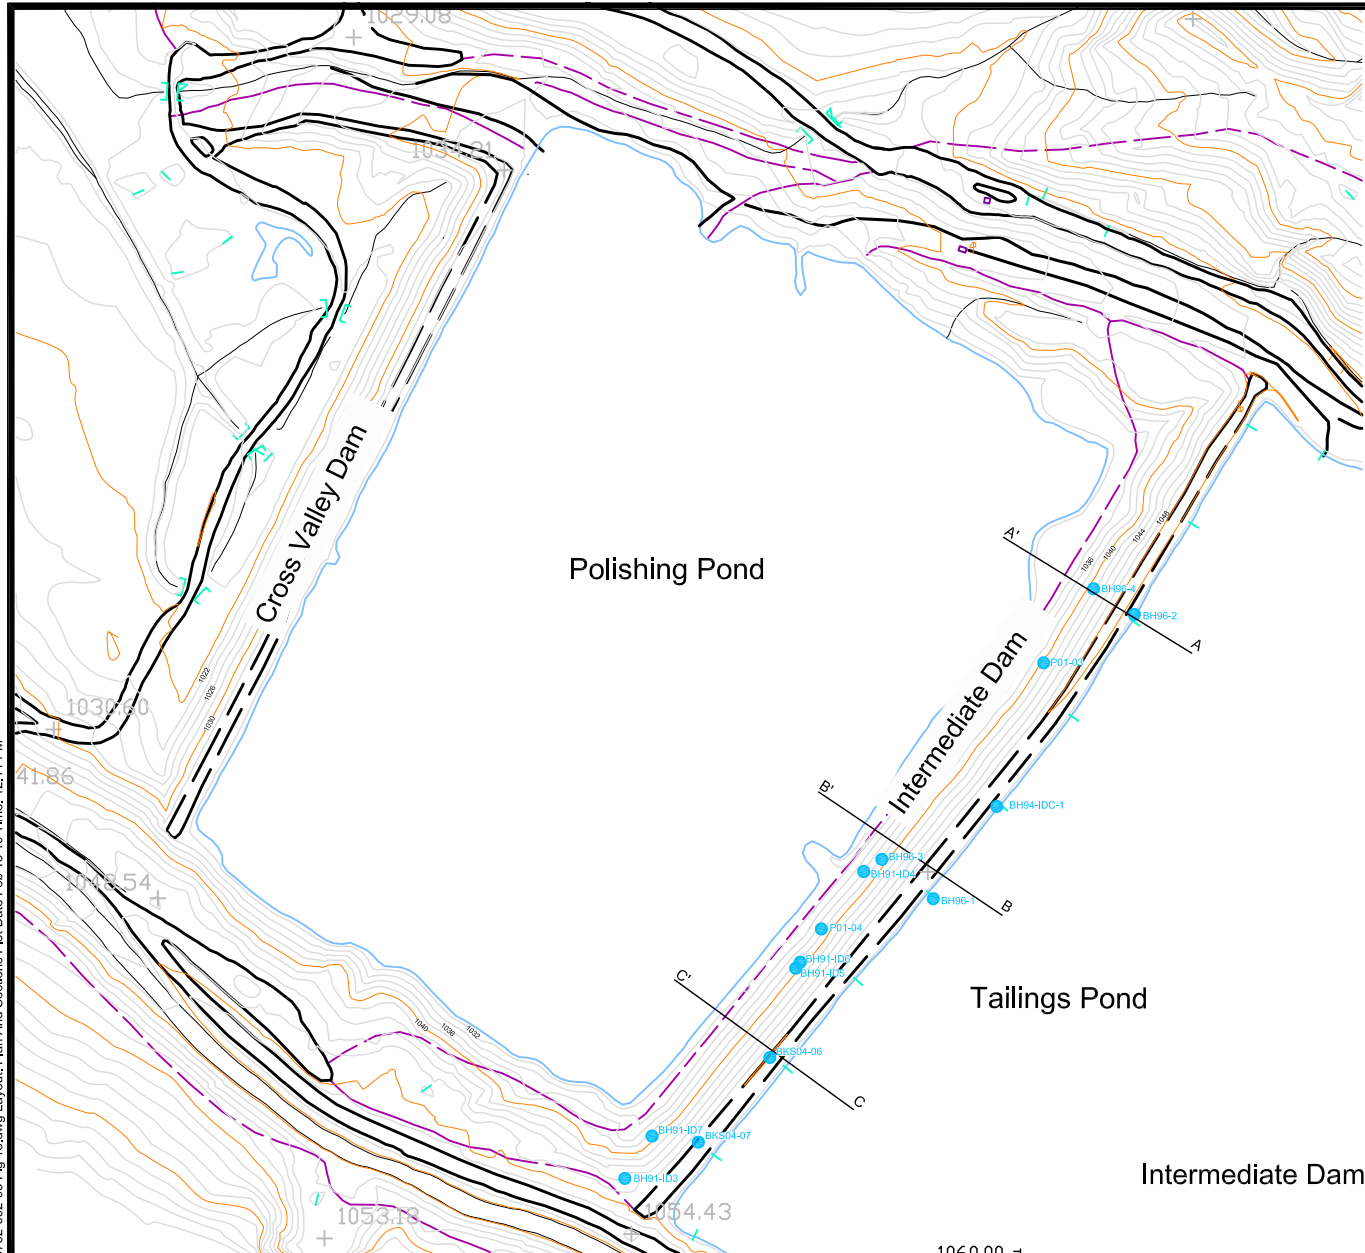 1029.08
1034.21
Cross Valley Dam
Polishing Pond
A'
1036
1040
1044
1048
BH96-4
BH96-2
A
P01-03
Intermediate Dam
1022
1026
1030
1030.60
41.86
B'
BH94-IDC-1
BH96-3
BH91-ID4
BH96-1
B
1048.54
P01-04
BH91-ID6
BH91-ID5
C'
Tailings Pond
1040
1036
1032
BKS04-06
C
BH91-ID7
BKS04-07
BH91-ID3
Intermediate Dam
1053.18
1054.43